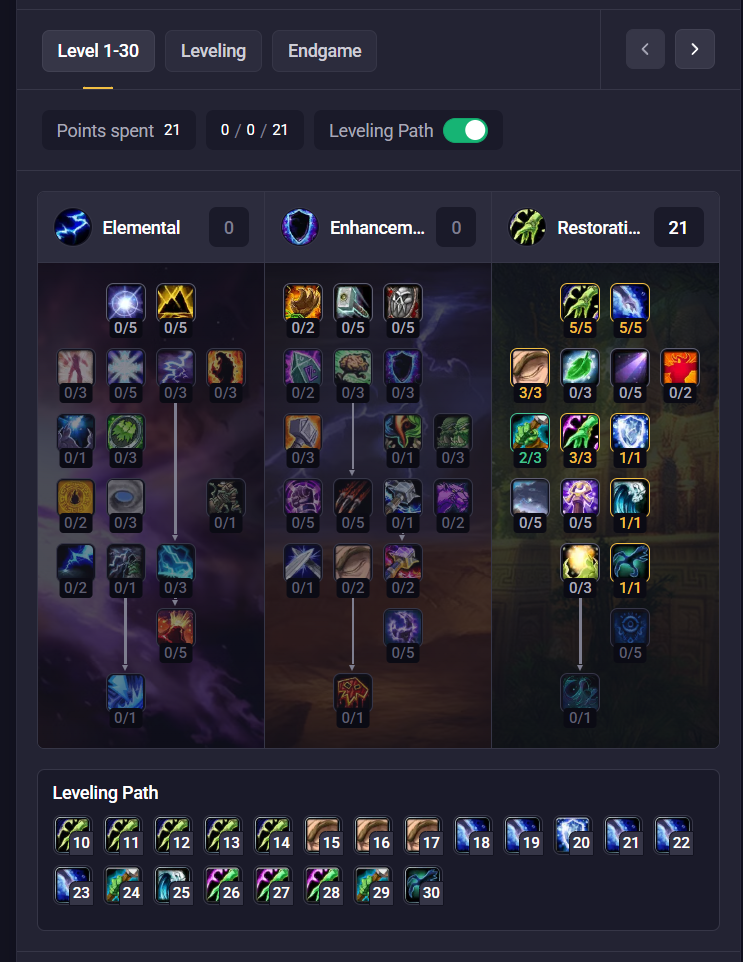 Level 1-30 Leveling Endgame
Points spent 21 0 / 0 / 21 Leveling Path
Elemental 0 Enhancem... 0 Restorati... 21
0/5 0/5 0/2 0/5 0/5 5/5 5/5
0/3 0/5 0/3 0/3 0/2 0/3 0/3 3/3 0/3 0/5 0/2
0/1 0/3 0/3 0/1 0/3 2/3 3/3 1/1
0/2 0/3 0/1 0/5 0/5 0/1 0/2 0/5 0/5 1/1
0/2 0/1 0/3 0/1 0/2 0/2 0/3 1/1
0/5 0/5 0/5
0/1 0/1 0/1
Leveling Path
10 11 12 13 14 15 16 17 18 19 20 21 22
23 24 25 26 27 28 29 30